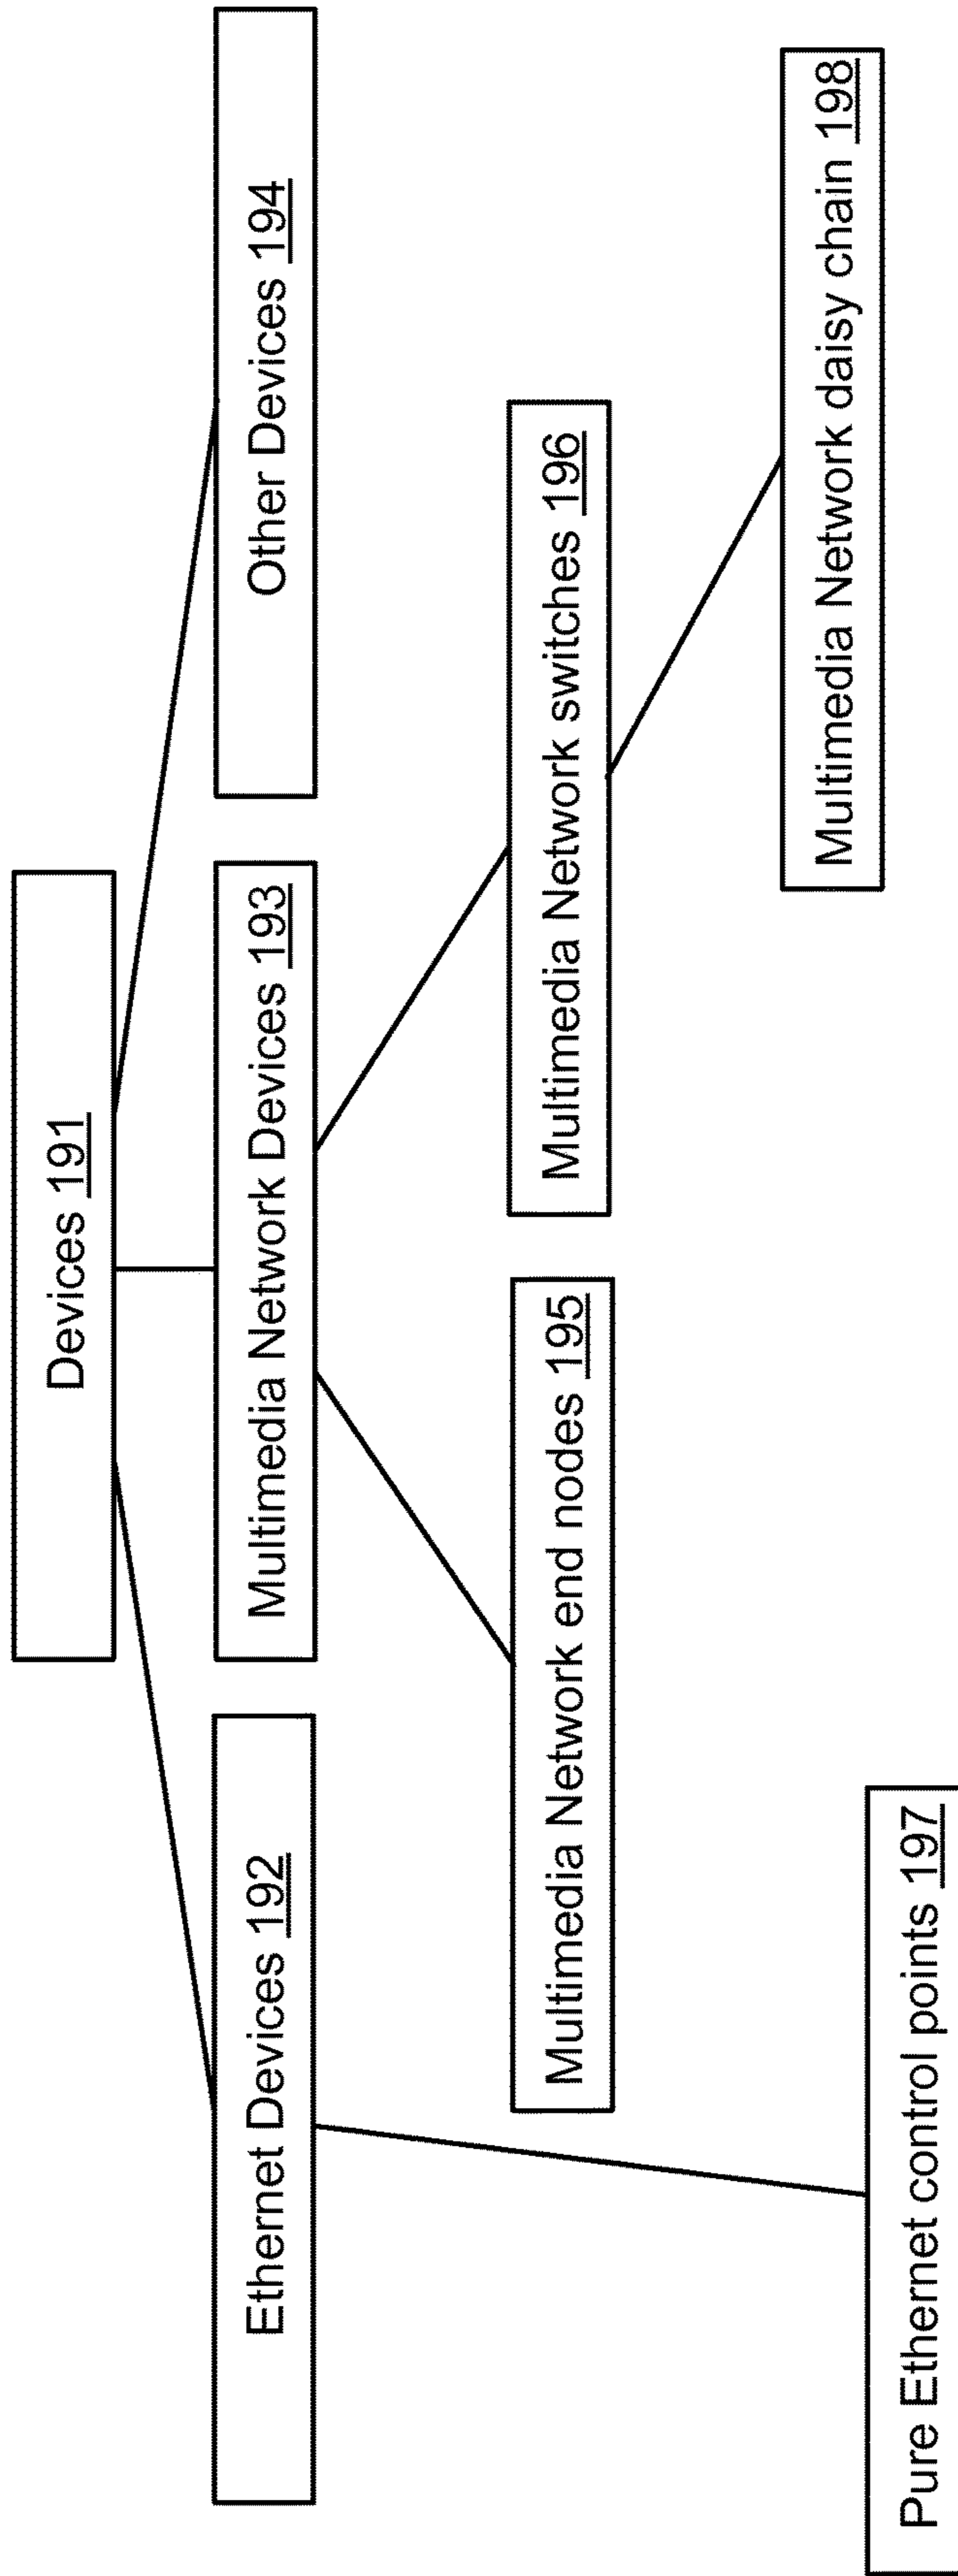 Devices 191
Ethernet Devices 192
Multimedia Network Devices 193
Other Devices 194
Multimedia Network end nodes 195
Multimedia Network switches 196
Pure Ethernet control points 197
Multimedia Network daisy chain 198